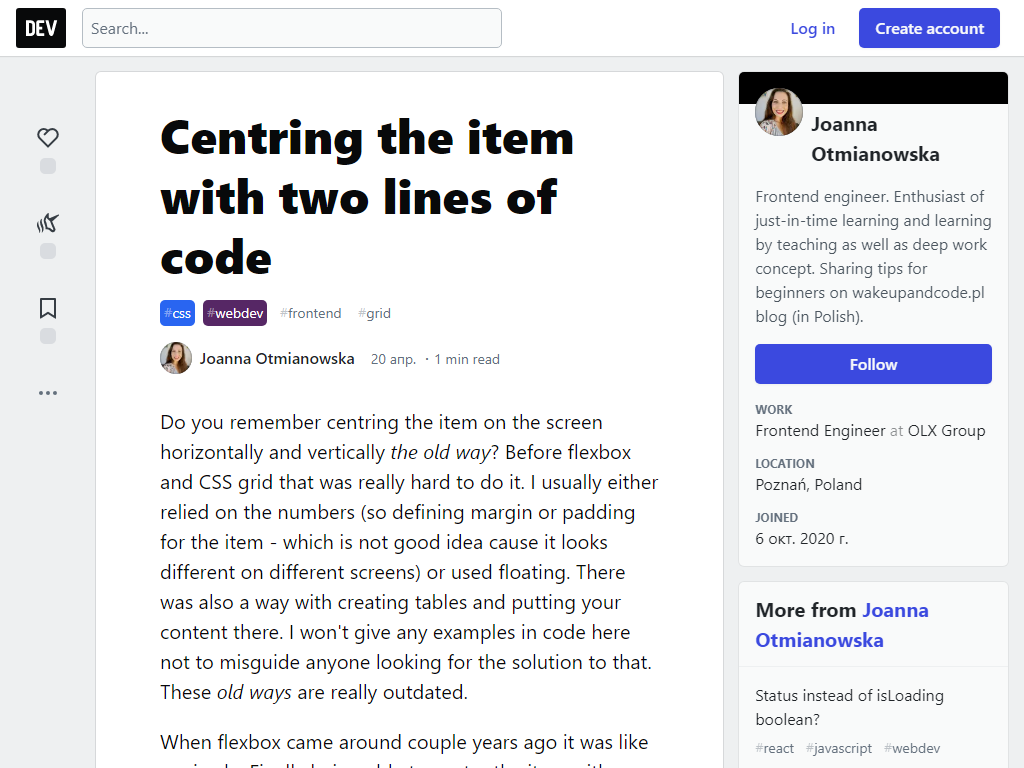 DEV
Search...
Log in
Create account
Centring the item
with two lines of
code
#css #webdev #frontend #grid
Joanna Otmianowska 20 апр. · 1 min read
Do you remember centring the item on the screen
horizontally and vertically the old way? Before flexbox
and CSS grid that was really hard to do it. I usually either
relied on the numbers (so defining margin or padding
for the item - which is not good idea cause it looks
different on different screens) or used floating. There
was also a way with creating tables and putting your
content there. I won't give any examples in code here
not to misguide anyone looking for the solution to that.
These old ways are really outdated.
When flexbox came around couple years ago it was like
Joanna
Otmianowska
Frontend engineer. Enthusiast of
just-in-time learning and learning
by teaching as well as deep work
concept. Sharing tips for
beginners on wakeupandcode.pl
blog (in Polish).
Follow
WORK
Frontend Engineer at OLX Group
LOCATION
Poznań, Poland
JOINED
6 окт. 2020 г.
More from Joanna
Otmianowska
Status instead of isLoading
boolean?
#react #javascript #webdev